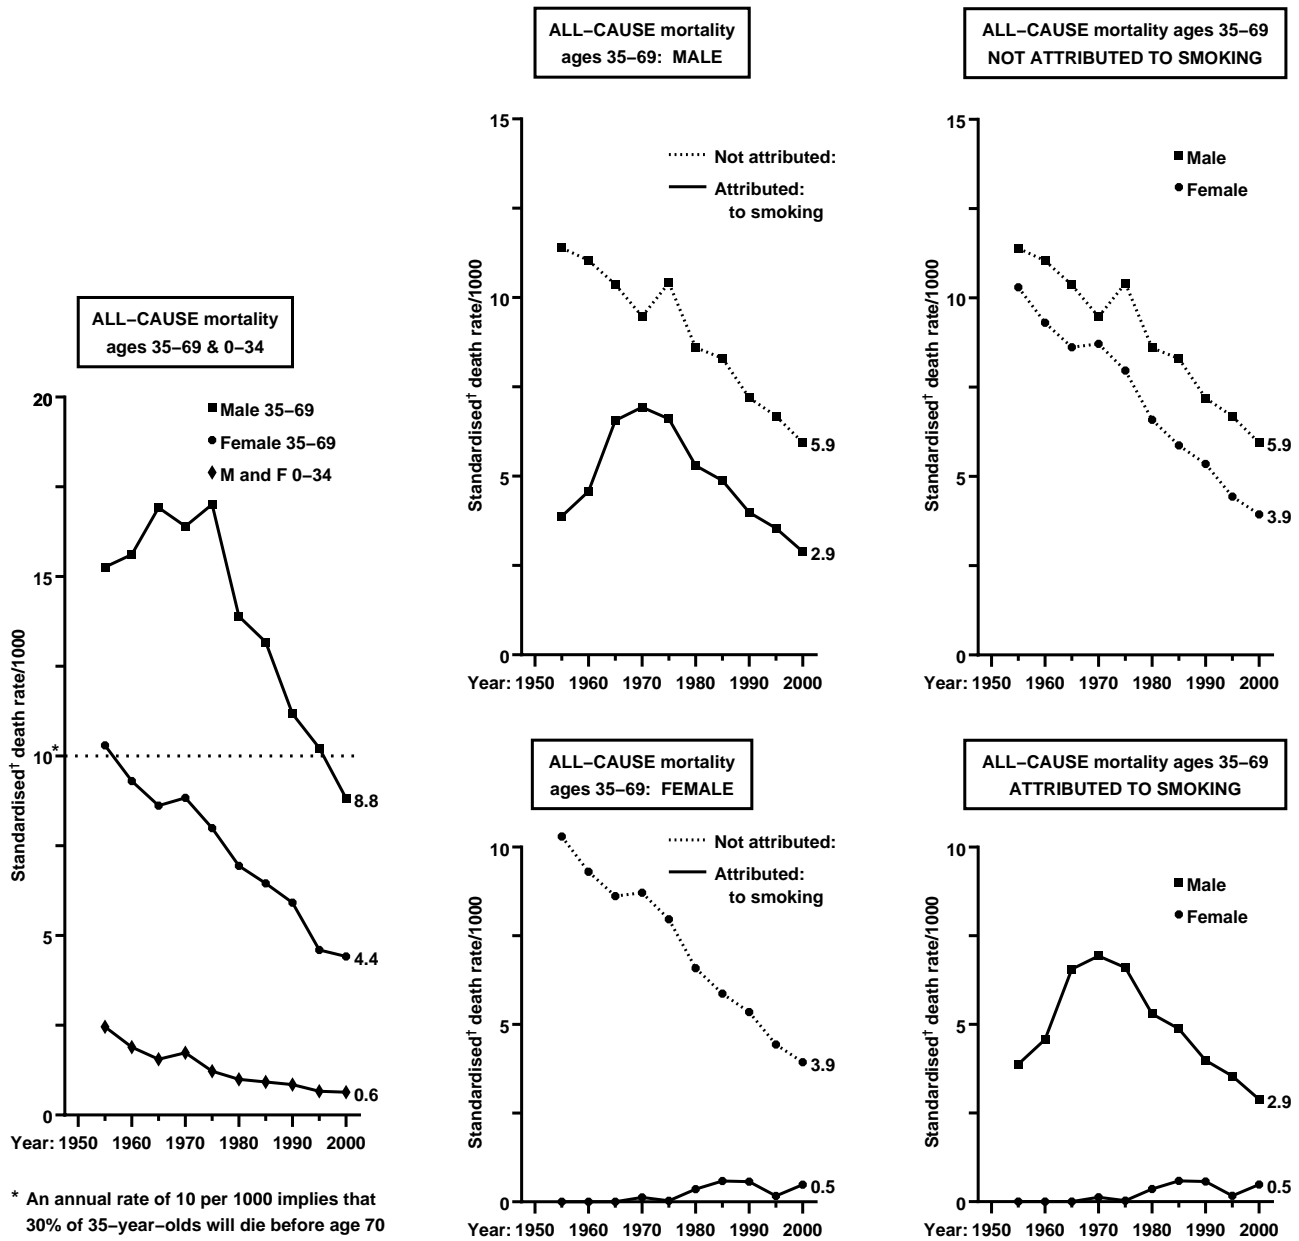 ALL−CAUSE mortality
ages 35−69 & 0−34
Standardised† death rate/1000
20
15
10*
5
0
Male 35−69
Female 35−69
M and F 0−34
8.8
4.4
0.6
Year: 1950 1960 1970 1980 1990 2000
* An annual rate of 10 per 1000 implies that
30% of 35−year−olds will die before age 70
ALL−CAUSE mortality
ages 35−69: MALE
Standardised† death rate/1000
15
10
5
0
Not attributed:
Attributed:
to smoking
5.9
2.9
Year: 1950 1960 1970 1980 1990 2000
ALL−CAUSE mortality ages 35−69
NOT ATTRIBUTED TO SMOKING
Standardised† death rate/1000
15
10
5
0
Male
Female
5.9
3.9
Year: 1950 1960 1970 1980 1990 2000
ALL−CAUSE mortality
ages 35−69: FEMALE
Standardised† death rate/1000
10
5
0
Not attributed:
Attributed:
to smoking
3.9
0.5
Year: 1950 1960 1970 1980 1990 2000
ALL−CAUSE mortality ages 35−69
ATTRIBUTED TO SMOKING
Standardised† death rate/1000
10
5
0
Male
Female
2.9
0.5
Year: 1950 1960 1970 1980 1990 2000